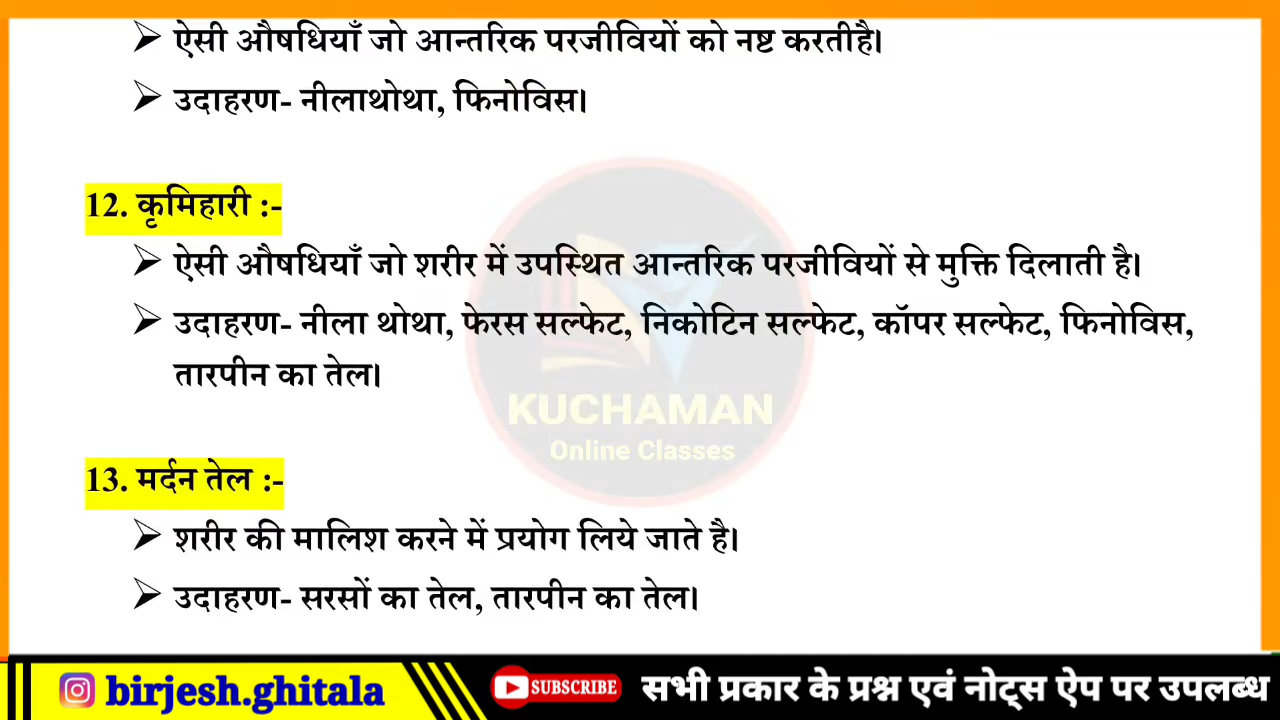 ऐसी औषधियाँ जो आन्तरिक परजीवियों को नष्ट करतीहै।
उदाहरण- नीलाथोथा, फिनोविस।
12. कृमिहारी :-
ऐसी औषधियाँ जो शरीर में उपस्थित आन्तरिक परजीवियों से मुक्ति दिलाती है।
उदाहरण- नीला थोथा, फेरस सल्फेट, निकोटिन सल्फेट, कॉपर सल्फेट, फिनोविस,
तारपीन का तेल।
KUCHAMAN
Online Classes
13. मर्दन तेल :-
शरीर की मालिश करने में प्रयोग लिये जाते है।
उदाहरण- सरसों का तेल, तारपीन का तेल।
birjesh.ghitala
SUBSCRIBE
सभी प्रकार के प्रश्न एवं नोट्स ऐप पर उपलब्ध